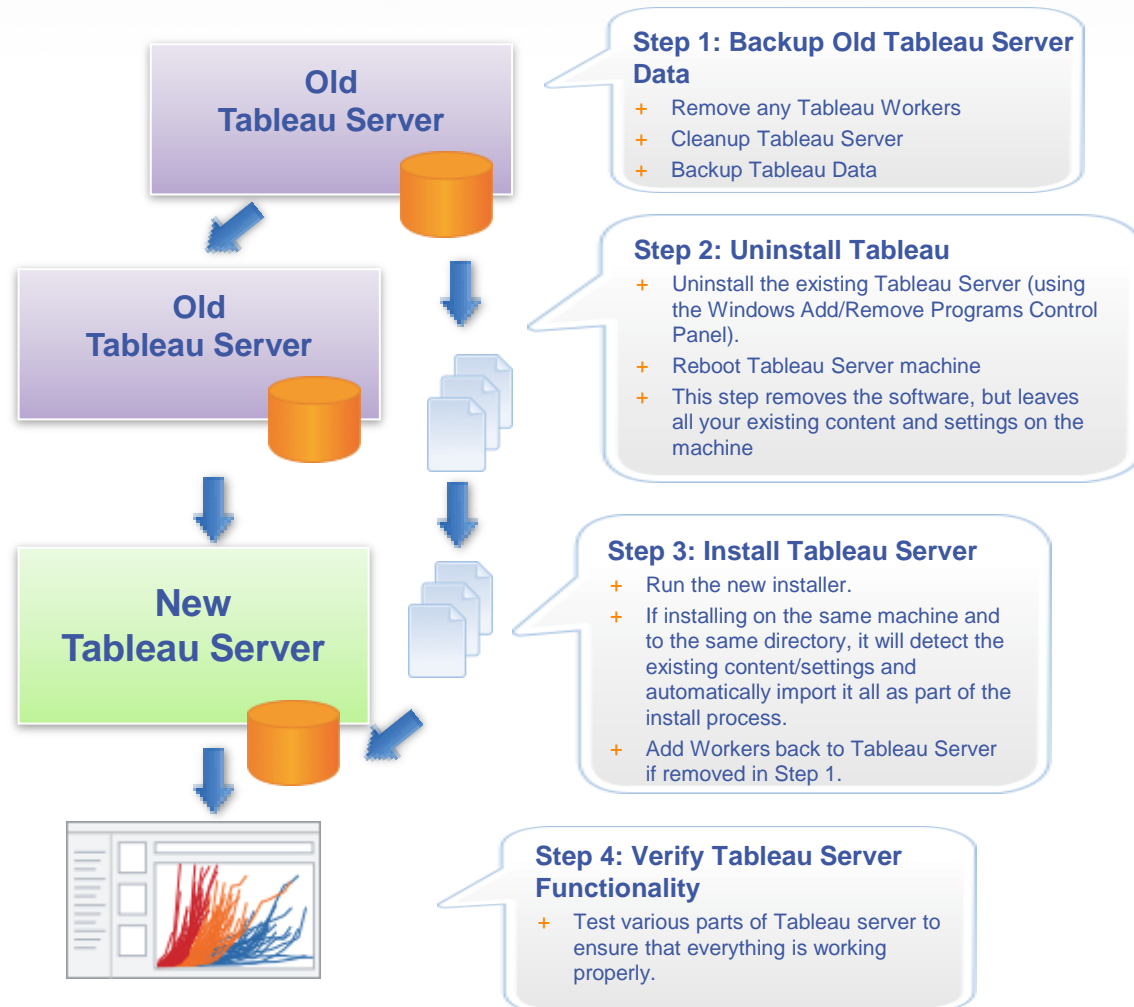 Old
Tableau Server
Step 1: Backup Old Tableau Server
Data
+ Remove any Tableau Workers
+ Cleanup Tableau Server
+ Backup Tableau Data
Old
Tableau Server
Step 2: Uninstall Tableau
+ Uninstall the existing Tableau Server (using
the Windows Add/Remove Programs Control
Panel).
+ Reboot Tableau Server machine
+ This step removes the software, but leaves
all your existing content and settings on the
machine
New
Tableau Server
Step 3: Install Tableau Server
+ Run the new installer.
+ If installing on the same machine and
to the same directory, it will detect the
existing content/settings and
automatically import it all as part of the
install process.
+ Add Workers back to Tableau Server
if removed in Step 1.
Step 4: Verify Tableau Server
Functionality
+ Test various parts of Tableau server to
ensure that everything is working
properly.